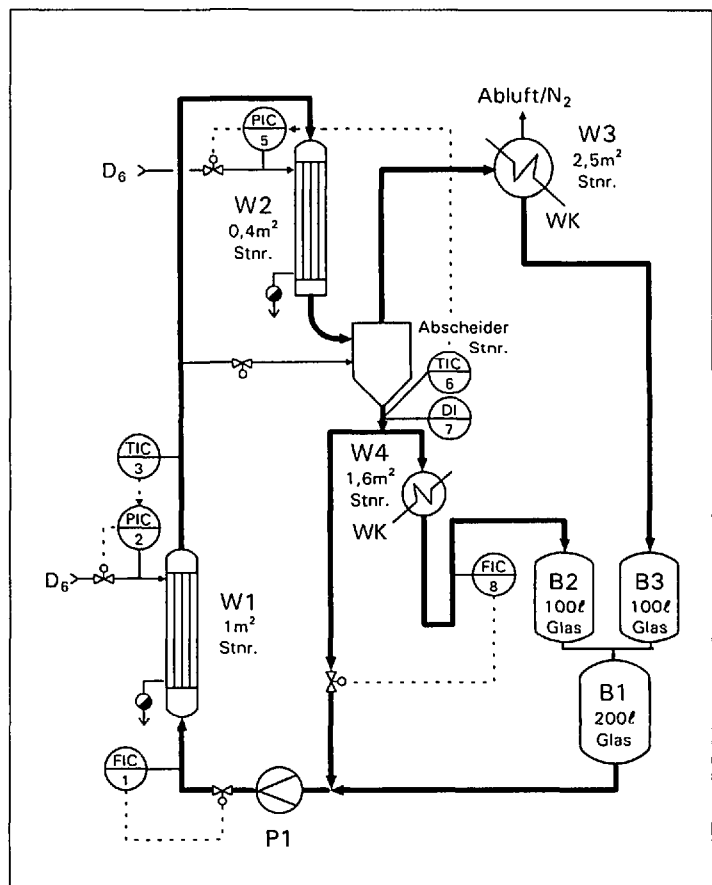 Abluft/N₂
PIC
5
W3
2,5m²
Stnr.
D₆
W2
0,4m²
Stnr.
WK
Abscheider
Stnr.
TIC
6
DI
7
TIC
3
W4
1,6m²
Stnr.
WK
PIC
2
D₆
W1
1m²
Stnr.
FIC
8
B2
100ℓ
Glas
B3
100ℓ
Glas
B1
200ℓ
Glas
FIC
1
P1